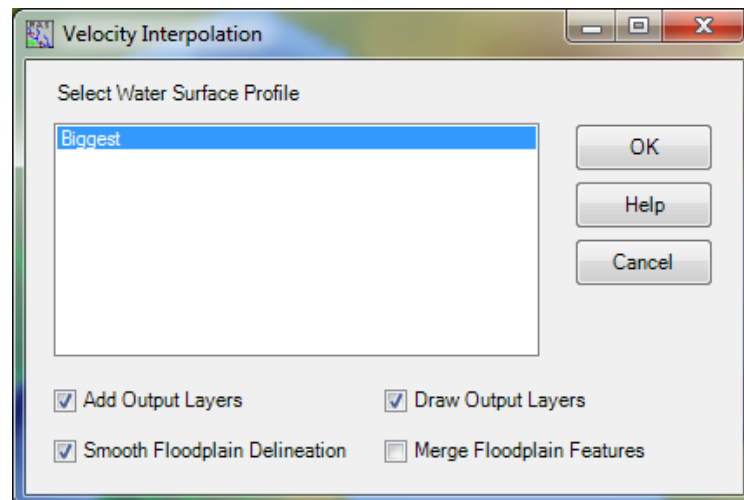 Velocity Interpolation
Select Water Surface Profile
Biggest
OK
Help
Cancel
Add Output Layers
Draw Output Layers
Smooth Floodplain Delineation
Merge Floodplain Features